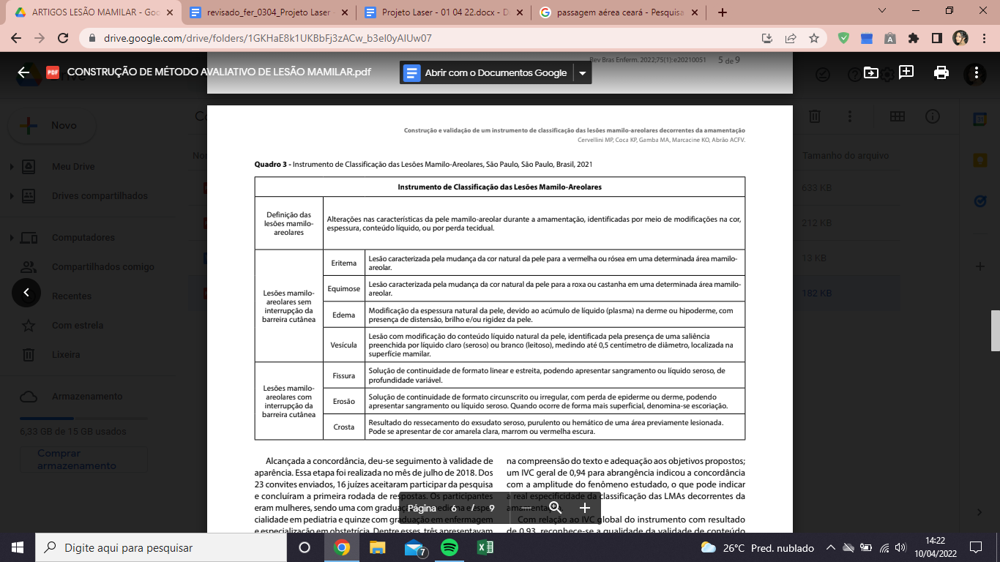 ARTIGOS LESÃO MAMILAR - Goo
revisado_fer_0304_Projeto Laser -
Projeto Laser - 01 04 22.docx - D
passagem aérea ceará - Pesquisa
drive.google.com/drive/folders/1GKHaE8k1UKBbFj3zACw_b3eI0yAIUw07
PDF
CONSTRUÇÃO DE MÉTODO AVALIATIVO DE LESÃO MAMILAR.pdf
Abrir com o Documentos Google
Rev Bras Enferm. 2022;75(1): e20210051 5 de 9
Novo
Meu Drive
Drives compartilhados
Computadores
Compartilhados comigo
Recentes
Com estrela
Lixeira
Armazenamento
6,33 GB de 15 GB usados
Comprar
armazenamento
Tamanho do arquivo
633 KB
212 KB
13 KB
182 KB
Construção e validação de um instrumento de classificação das lesões mamilo-areolares decorrentes da amamentação
Cervellini MP, Coca KP, Gamba MA, Marcacine KO, Abrão ACFV.
Quadro 3 - Instrumento de Classificação das Lesões Mamilo-Areolares, São Paulo, São Paulo, Brasil, 2021
Instrumento de Classificação das Lesões Mamilo-Areolares
Definição das
lesões mamilo-
areolares
Alterações nas características da pele mamilo-areolar durante a amamentação, identificadas por meio de modificações na cor,
espessura, conteúdo líquido, ou por perda tecidual.
Lesões mamilo-
areolares sem
interrupção da
barreira cutânea
Eritema
Lesão caracterizada pela mudança da cor natural da pele para a vermelha ou rósea em uma determinada área mamilo-
areolar.
Equimose
Lesão caracterizada pela mudança da cor natural da pele para a roxa ou castanha em uma determinada área mamilo-
areolar.
Edema
Modificação da espessura natural da pele, devido ao acúmulo de líquido (plasma) na derme ou hipoderme, com
presença de distensão, brilho e/ou rigidez da pele.
Vesícula
Lesão com modificação do conteúdo líquido natural da pele, identificada pela presença de uma saliência
preenchida por líquido claro (seroso) ou branco (leitoso), medindo até 0,5 centímetro de diâmetro, localizada na
superfície mamilar.
Lesões mamilo-
areolares com
interrupção da
barreira cutânea
Fissura
Solução de continuidade de formato linear e estreita, podendo apresentar sangramento ou líquido seroso, de
profundidade variável.
Erosão
Solução de continuidade de formato circunscrito ou irregular, com perda de epiderme ou derme, podendo
apresentar sangramento ou líquido seroso. Quando ocorre de forma mais superficial, denomina-se escoriação.
Crosta
Resultado do ressecamento do exsudato seroso, purulento ou hemático de uma área previamente lesionada.
Pode se apresentar de cor amarela clara, marrom ou vermelha escura.
Alcançada a concordância, deu-se seguimento à validade de
aparência. Essa etapa foi realizada no mês de julho de 2018. Dos
23 convites enviados, 16 juízes aceitaram participar da pesquisa
e concluíram a primeira rodada de respostas. Os participantes
eram mulheres, sendo uma com graduação
cialidade em pediatria e quinze com graduação em enfermagem
e especialização em obstetrícia. Dentre esses, três apresentavam
na compreensão do texto e adequação aos objetivos propostos;
um IVC geral de 0,94 para abrangência indicou a concordância
com a amplitude do fenômeno estudado, o que pode indicar
a real especificidade da classificação das LMAs decorrentes da
amamentação.
Com relação ao IVC global do instrumento com resultado
de 0,93, reconhece-se a qualidade da validade de conteúdo
Página 6 / 9
Digite aqui para pesquisar
7
26°C Pred. nublado
14:22
10/04/2022